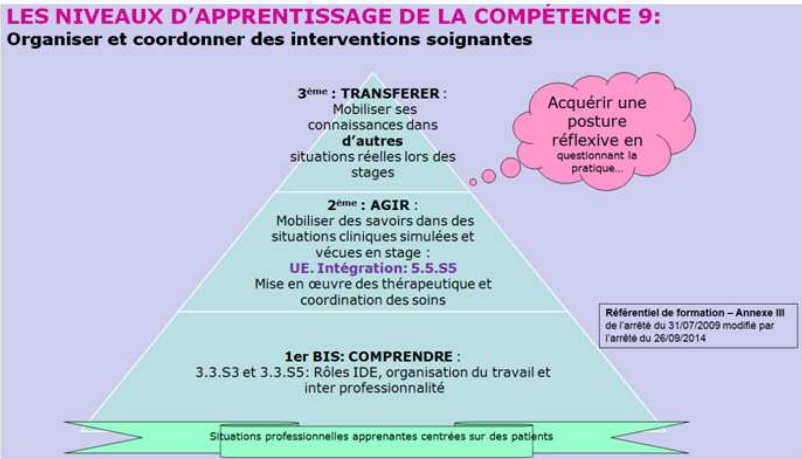 LES NIVEAUX D'APPRENTISSAGE DE LA COMPÉTENCE 9:
Organiser et coordonner des interventions soignantes
3ème : TRANSFERER :
Mobiliser ses
connaissances dans
d'autres
situations réelles lors des
stages
Acquérir une
posture
réflexive en
questionnant la
pratique...
2ème : AGIR :
Mobiliser des savoirs dans des
situations cliniques simulées et
vécues en stage :
UE. Intégration: 5.5.S5
Mise en œuvre des thérapeutique et
coordination des soins
Référentiel de formation – Annexe III
de l'arrêté du 31/07/2009 modifié par
l'arrêté du 26/09/2014
1er BIS: COMPRENDRE :
3.3.S3 et 3.3.S5: Rôles IDE, organisation du travail et
inter professionnalité
Situations professionnelles apprenantes centrées sur des patients